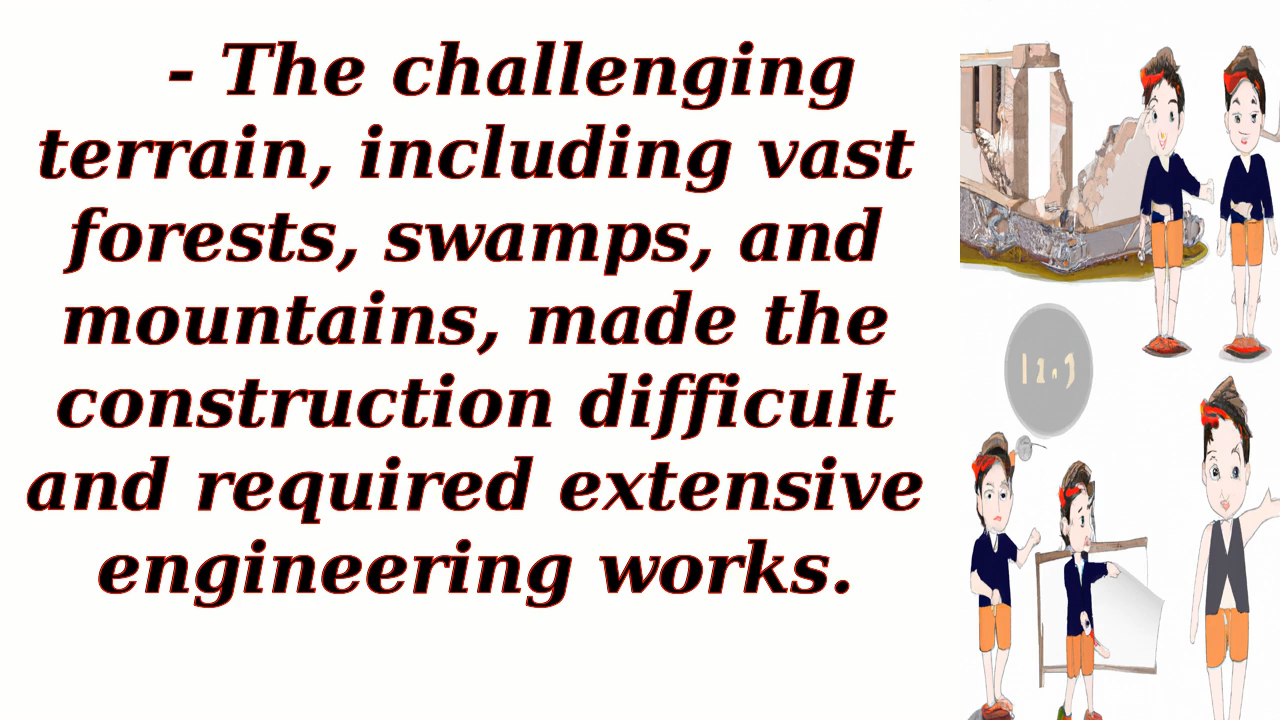 - The challenging
terrain, including vast
forests, swamps, and
mountains, made the
construction difficult
and required extensive
engineering works.